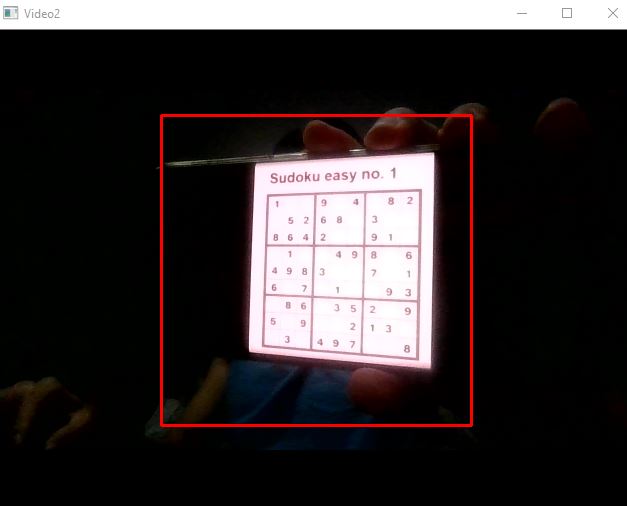 Video2
Sudoku easy no. 1
1 9 4 8 2
5 2 6 8 3
8 6 4 2 9 1
1 4 9 8 6
4 9 8 3 7 1
6 7 1 9 3
8 6 3 5 2 9
5 9 2 1 3
3 4 9 7 8